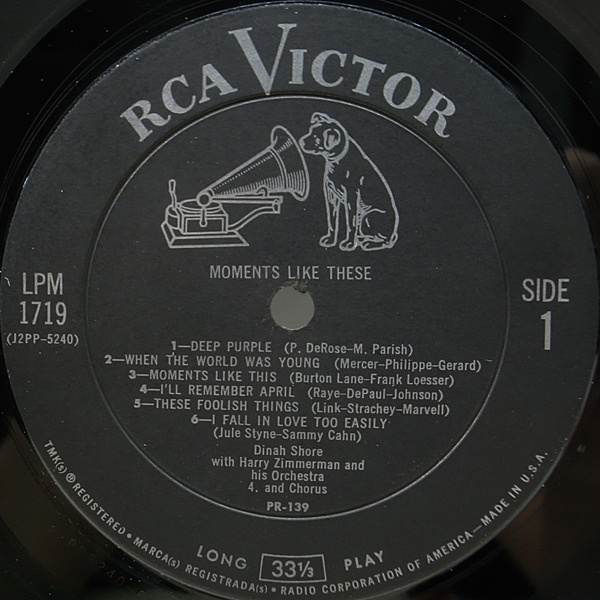 RCA VICTOR
MOMENTS LIKE THESE
LPM
1719
(J2PP-5240)
SIDE
1
1—DEEP PURPLE (P. DeRose–M. Parish)
2—WHEN THE WORLD WAS YOUNG (Mercer–Philippe–Gerard)
3—MOMENTS LIKE THIS (Burton Lane–Frank Loesser)
4—I'LL REMEMBER APRIL (Raye–DePaul–Johnson)
5—THESE FOOLISH THINGS (Link–Strachey–Marvell)
6—I FALL IN LOVE TOO EASILY
(Jule Styne–Sammy Cahn)
Dinah Shore
with Harry Zimmerman and
his Orchestra
4. and Chorus
PR-139
LONG 33⅓ PLAY
TMK(s) ® REGISTERED • MARCA(s) REGISTRADA(s) • RADIO CORPORATION OF AMERICA—MADE IN U.S.A.